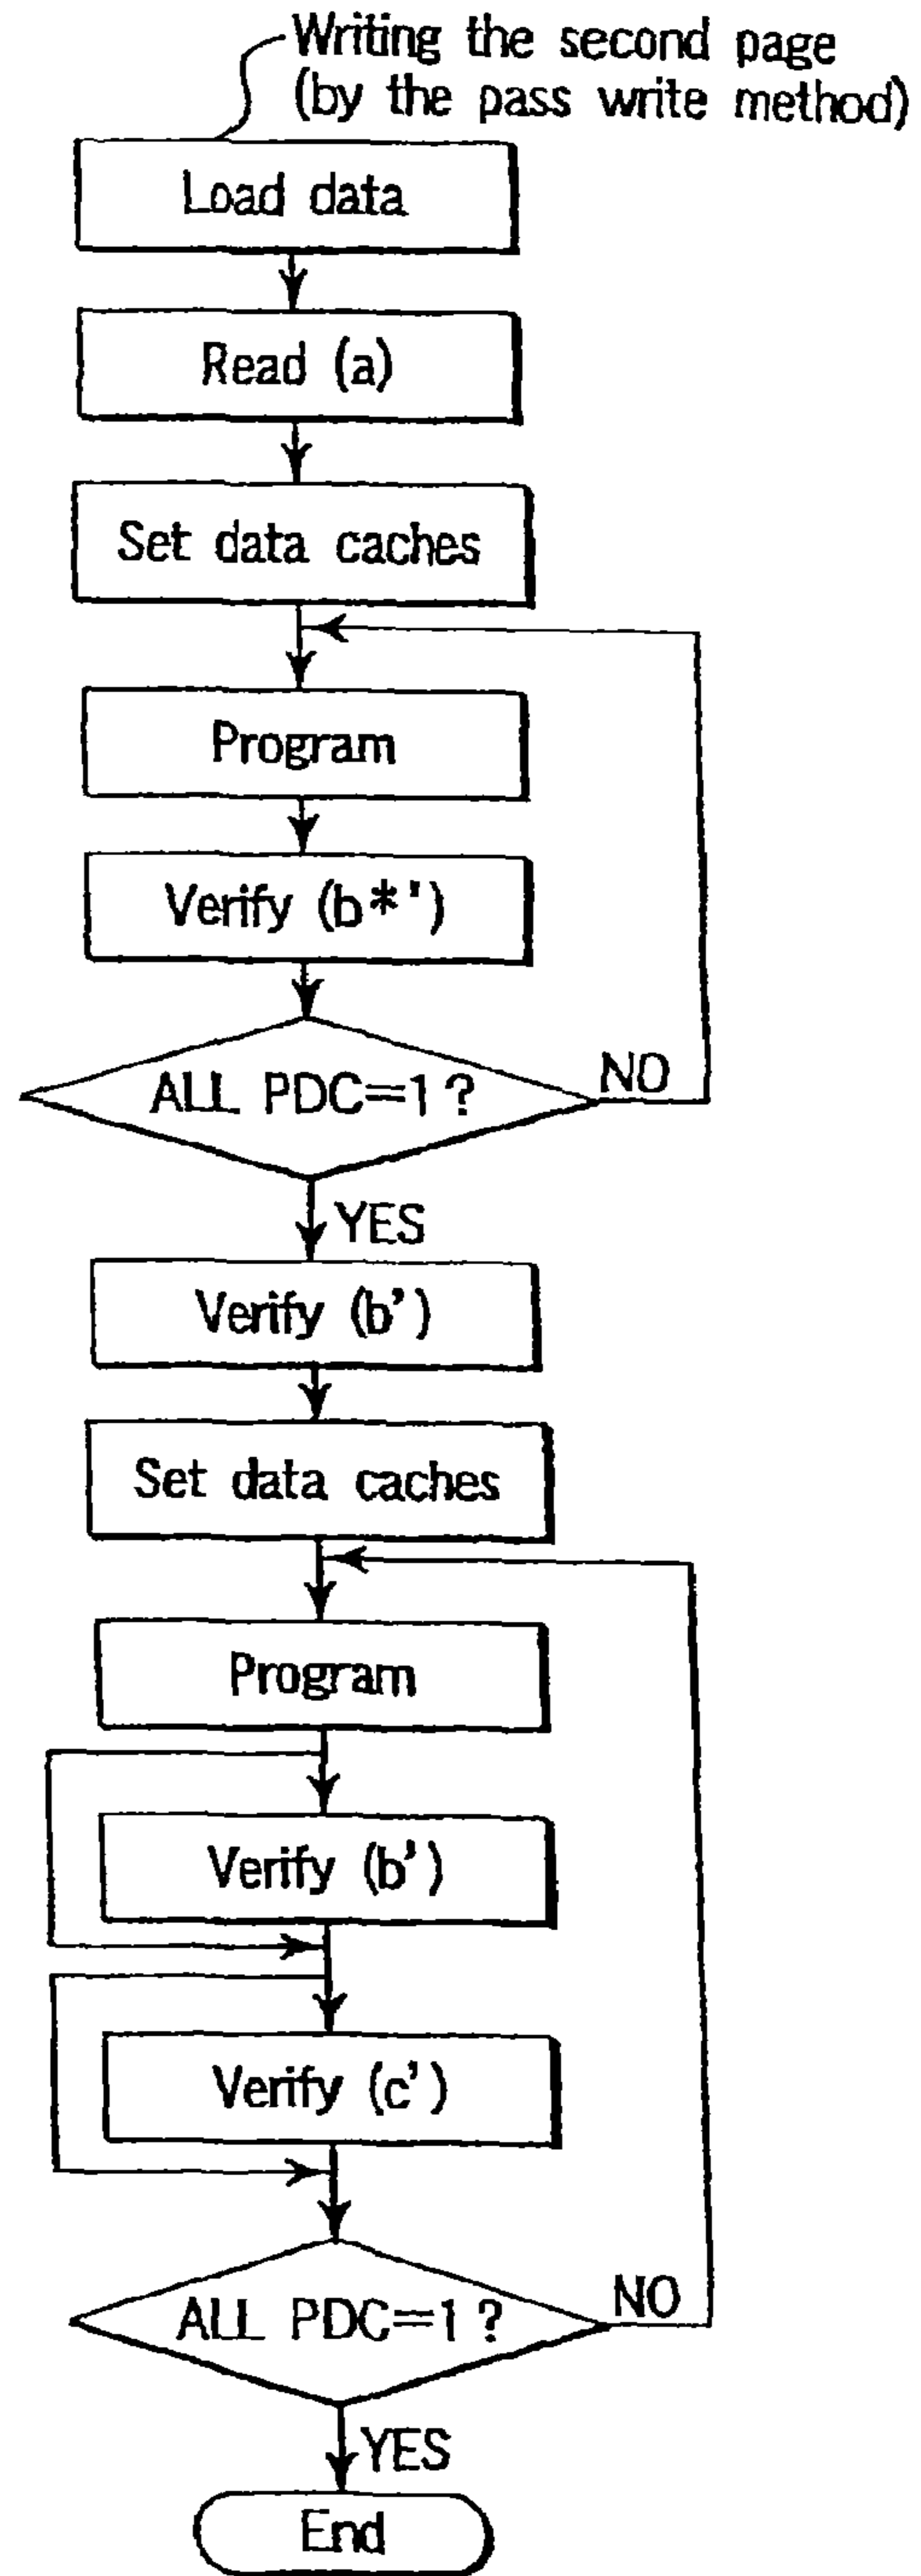 Writing the second page
(by the pass write method)
Load data
Read (a)
Set data caches
Program
Verify (b*')
ALL PDC=1?
NO
YES
Verify (b')
Set data caches
Program
Verify (b')
Verify (c')
ALL PDC=1?
NO
YES
End